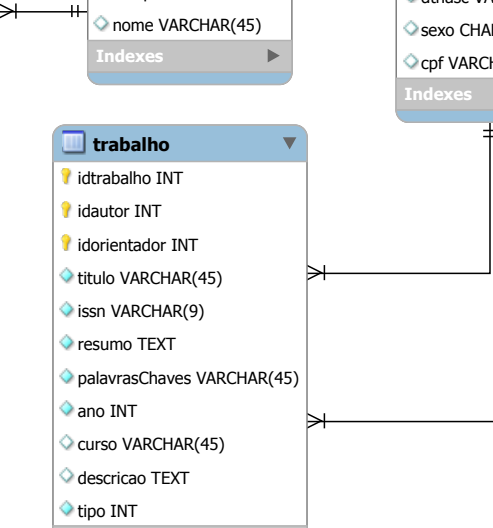 nome VARCHAR(45)
Indexes
sexo
cpf
Indexes
trabalho
idtrabalho INT
idautor INT
idorientador INT
titulo VARCHAR(45)
issn VARCHAR(9)
resumo TEXT
palavrasChaves VARCHAR(45)
ano INT
curso VARCHAR(45)
descricao TEXT
tipo INT